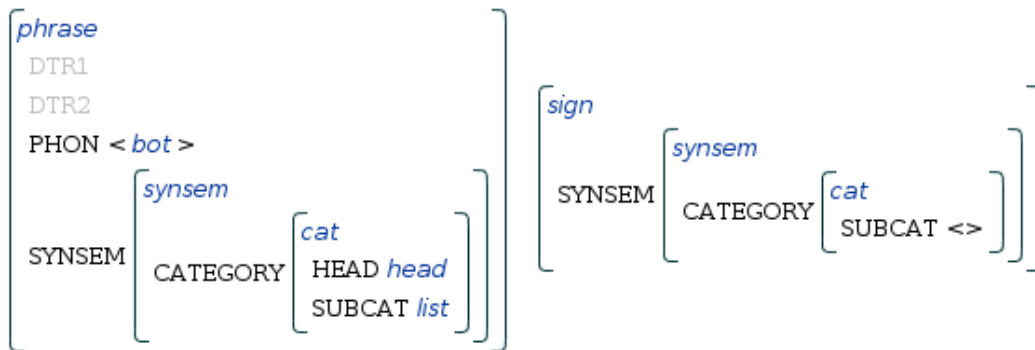 phrase
DTR1
DTR2
PHON < bot >
SYNSEM
synsem
CATEGORY
cat
HEAD head
SUBCAT list
sign
SYNSEM
synsem
CATEGORY
cat
SUBCAT <>